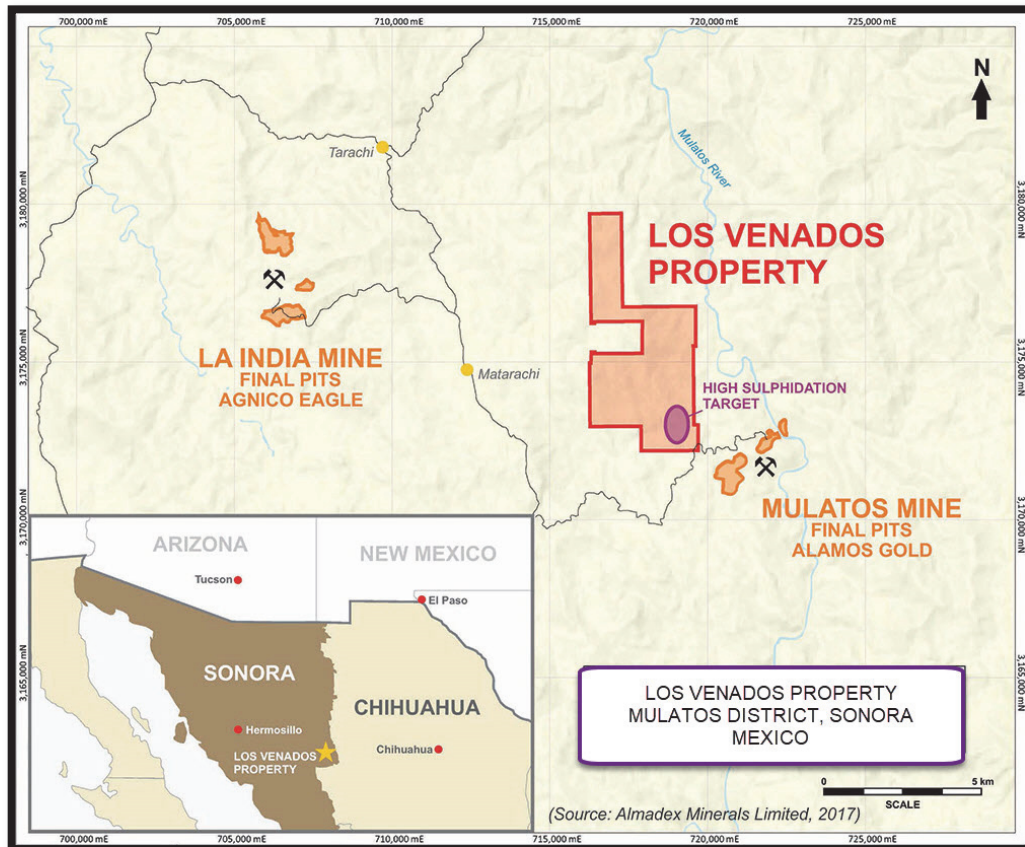 700,000 mE
705,000 mE
710,000 mE
715,000 mE
720,000 mE
725,000 mE
N
Tarachi
Mulatos River
3,180,000 mN
3,180,000 mN
LOS VENADOS
PROPERTY
LA INDIA MINE
FINAL PITS
AGNICO EAGLE
Matarachi
3,175,000 mN
3,175,000 mN
HIGH SULPHIDATION
TARGET
MULATOS MINE
FINAL PITS
ALAMOS GOLD
3,170,000 mN
3,170,000 mN
ARIZONA
NEW MEXICO
Tucson
El Paso
SONORA
CHIHUAHUA
Hermosillo
LOS VENADOS
PROPERTY
Chihuahua
3,165,000 mN
3,165,000 mN
LOS VENADOS PROPERTY
MULATOS DISTRICT, SONORA
MEXICO
0
5 km
SCALE
(Source: Almadex Minerals Limited, 2017)
700,000 mE
705,000 mE
710,000 mE
715,000 mE
720,000 mE
725,000 mE